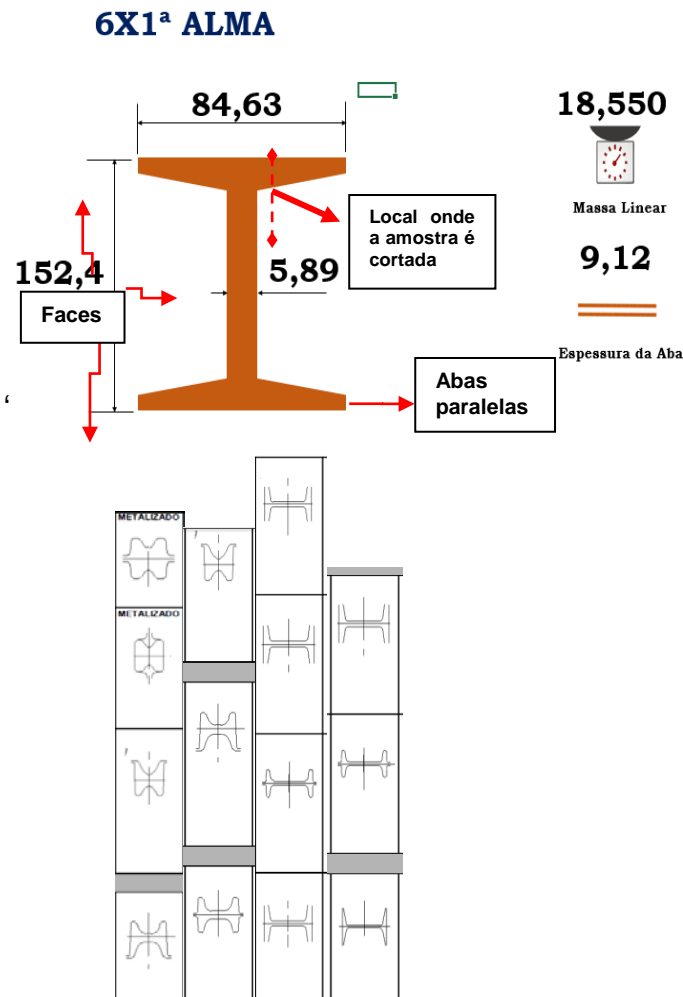 6X1ª ALMA
84,63
18,550
Massa Linear
Local onde
a amostra é
cortada
152,4
5,89
9,12
Faces
Espessura da Aba
Abas
paralelas
‘
METALIZADO
METALIZADO